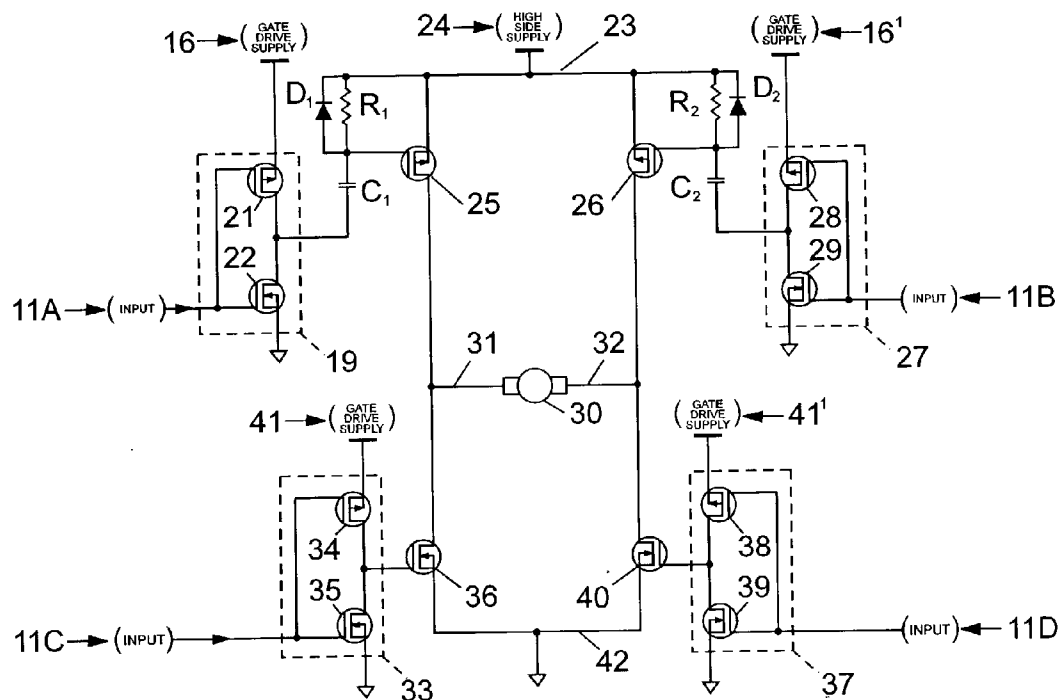 16 (GATE DRIVE SUPPLY)
24 (HIGH SIDE SUPPLY)
23
(GATE DRIVE SUPPLY) 16¹
D₁
R₁
R₂
D₂
21
C₁
25
26
C₂
28
22
29
11A (INPUT)
(INPUT) 11B
19
31
32
27
30
41 (GATE DRIVE SUPPLY)
(GATE DRIVE SUPPLY) 41¹
34
38
35
36
40
39
11C (INPUT)
(INPUT) 11D
33
42
37